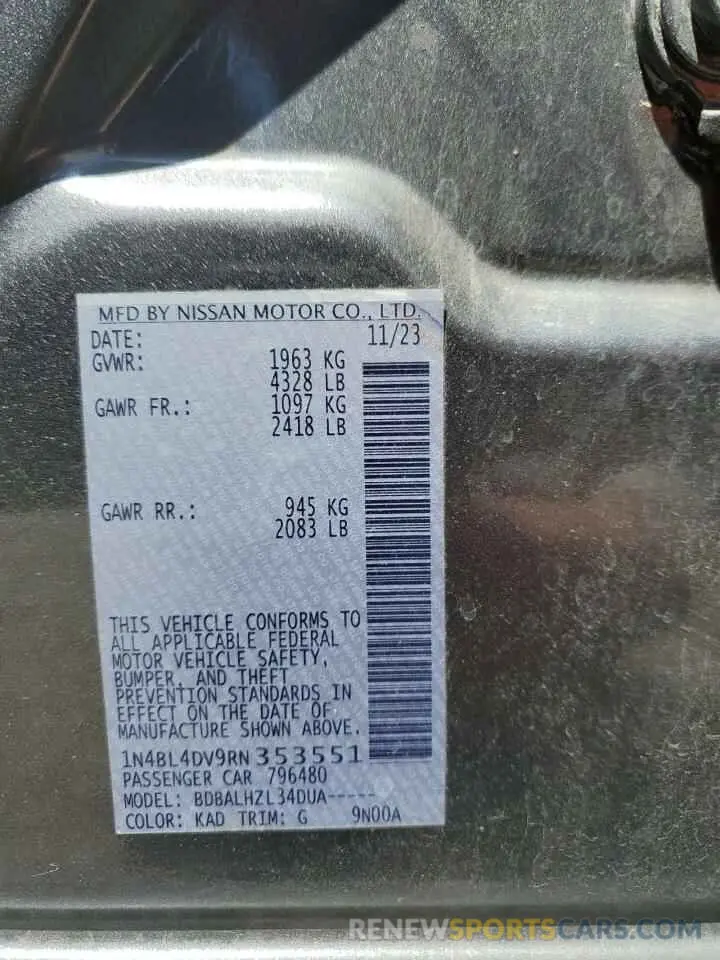 MFD BY NISSAN MOTOR CO., LTD.
DATE: 11/23
GVWR: 1963 KG
4328 LB
GAWR FR.: 1097 KG
2418 LB
GAWR RR.: 945 KG
2083 LB
THIS VEHICLE CONFORMS TO
ALL APPLICABLE FEDERAL
MOTOR VEHICLE SAFETY,
BUMPER, AND THEFT
PREVENTION STANDARDS IN
EFFECT ON THE DATE OF
MANUFACTURE SHOWN ABOVE.
1N4BL4DV9RN353551
PASSENGER CAR 796480
MODEL: BDBALHZL34DUA-----
COLOR: KAD TRIM: G 9N00A
RENEWSPORTSCARS.COM